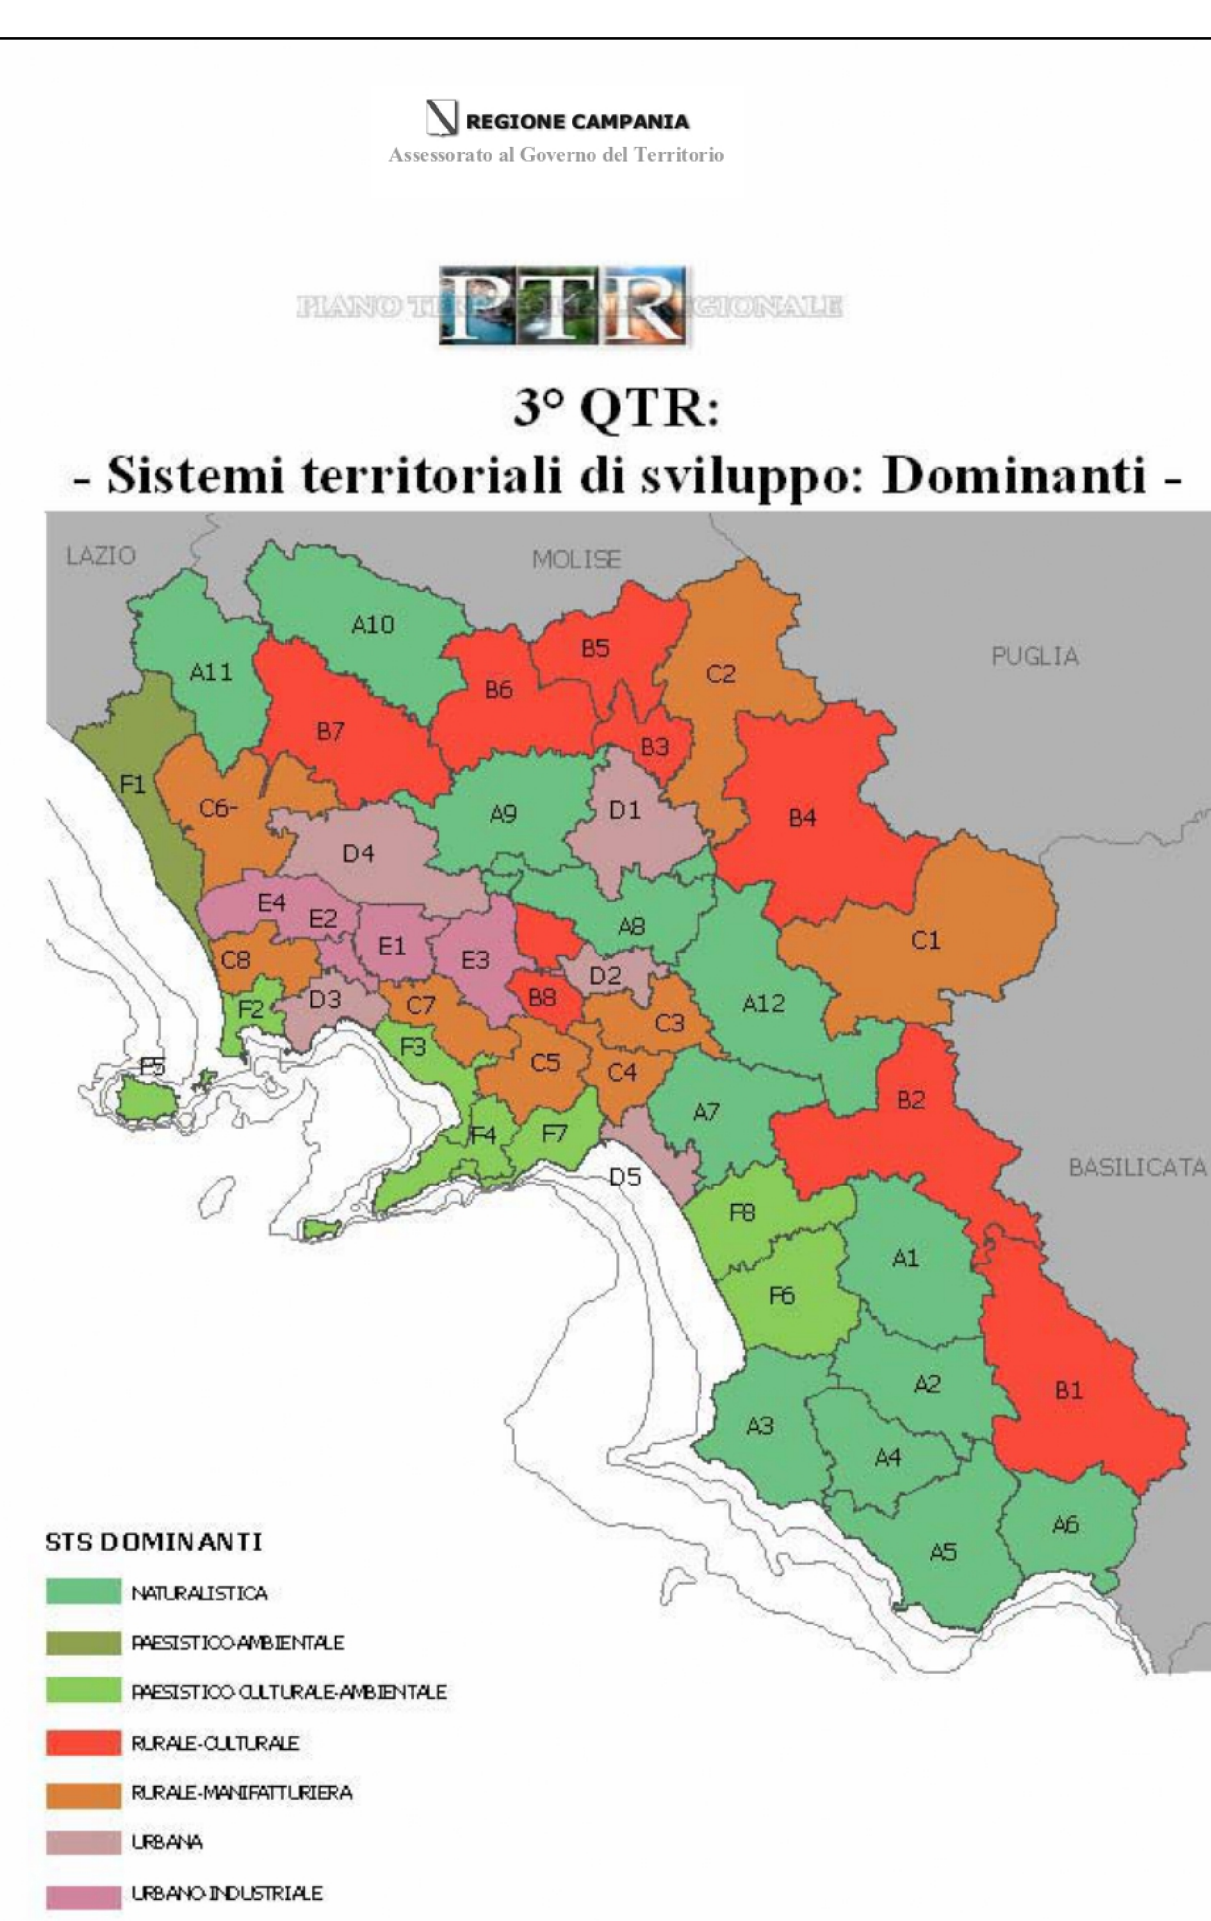 REGIONE CAMPANIA
Assessorato al Governo del Territorio
PIANO TERRITORIALE REGIONALE
PTR
3° QTR:
- Sistemi territoriali di sviluppo: Dominanti -
LAZIO
MOLISE
PUGLIA
BASILICATA
A10
A11
B5
B6
C2
B7
B3
F1
C6-
A9
D1
B4
D4
E4
E2
E1
E3
A8
C1
C8
D2
B8
A12
F2
D3
C7
C3
F3
C5
C4
F5
A7
B2
F4
F7
D5
F8
A1
F6
A2
B1
A3
A4
A6
A5
STS DOMINANTI
NATURALISTICA
PAESISTICO-AMBIENTALE
PAESISTICO-CULTURALE-AMBIENTALE
RURALE-CULTURALE
RURALE-MANIFATTURIERA
URBANA
URBANO-INDUSTRIALE